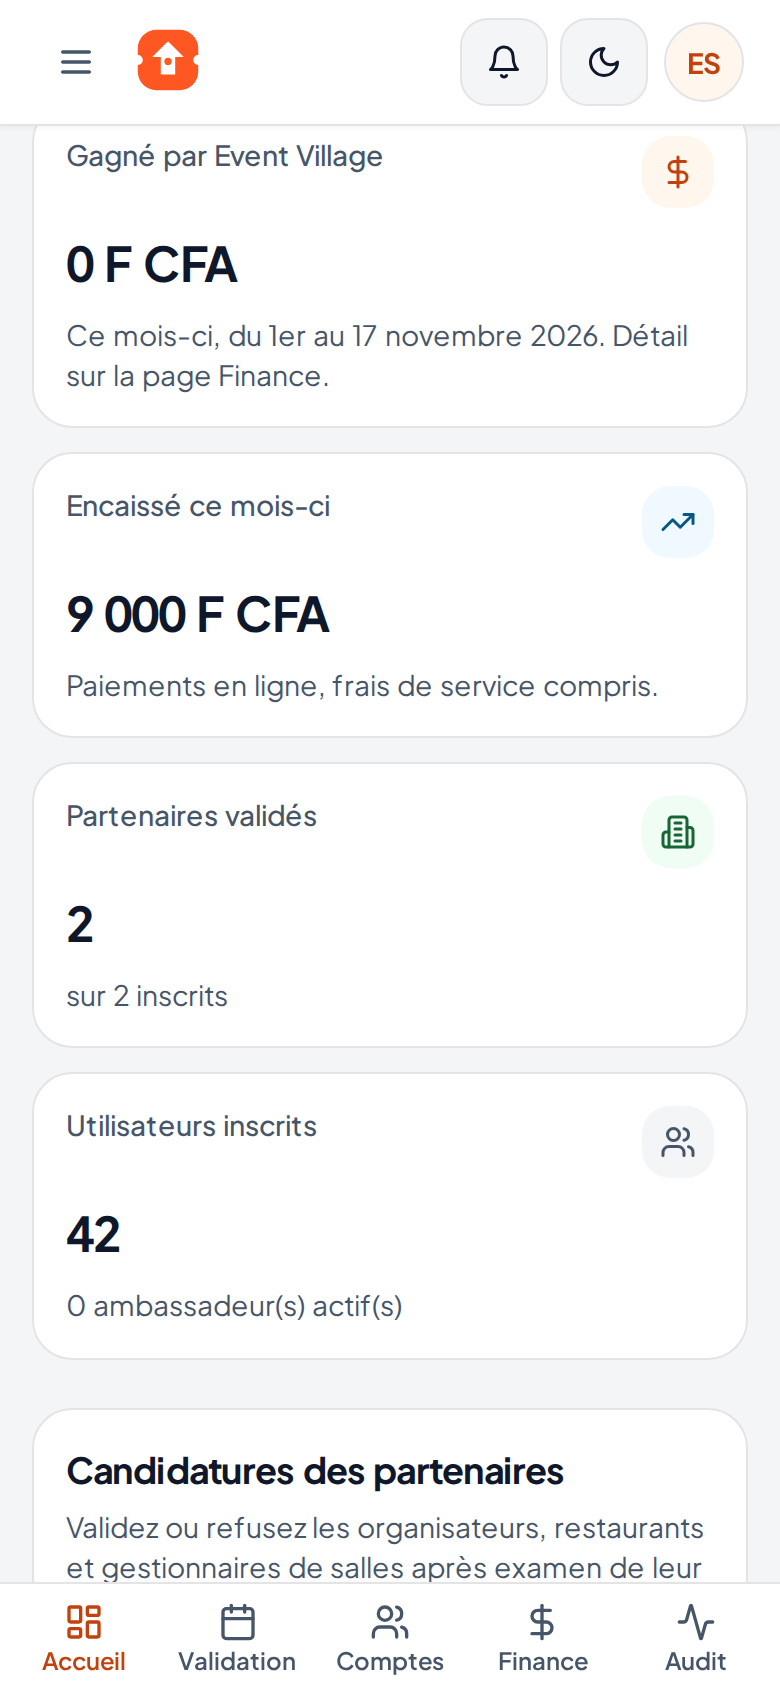 ES
Gagné par Event Village
0 F CFA
Ce mois-ci, du 1er au 17 novembre 2026. Détail
sur la page Finance.
Encaissé ce mois-ci
9 000 F CFA
Paiements en ligne, frais de service compris.
Partenaires validés
2
sur 2 inscrits
Utilisateurs inscrits
42
0 ambassadeur(s) actif(s)
Candidatures des partenaires
Validez ou refusez les organisateurs, restaurants
et gestionnaires de salles après examen de leur
Accueil
Validation
Comptes
Finance
Audit